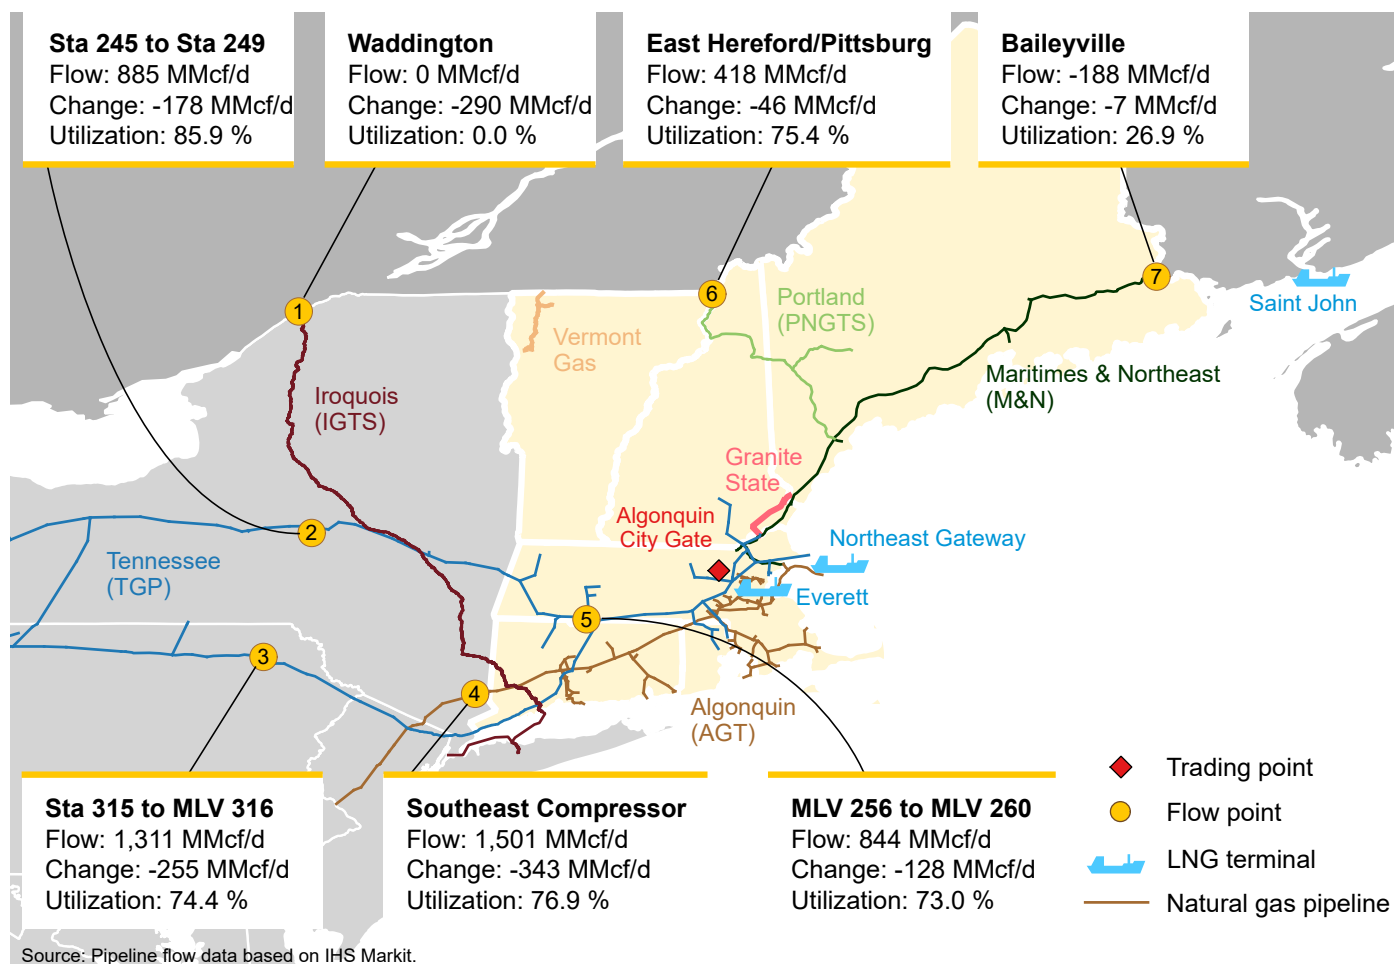 Sta 245 to Sta 249
Flow: 885 MMcf/d
Change: -178 MMcf/d
Utilization: 85.9 %
Waddington
Flow: 0 MMcf/d
Change: -290 MMcf/d
Utilization: 0.0 %
East Hereford/Pittsburg
Flow: 418 MMcf/d
Change: -46 MMcf/d
Utilization: 75.4 %
Baileyville
Flow: -188 MMcf/d
Change: -7 MMcf/d
Utilization: 26.9 %
1
6
7
Portland
(PNGTS)
Saint John
Vermont
Gas
Maritimes & Northeast
(M&N)
Iroquois
(IGTS)
Granite
State
Algonquin
City Gate
2
Northeast Gateway
Tennessee
(TGP)
Everett
5
3
4
Algonquin
(AGT)
Sta 315 to MLV 316
Flow: 1,311 MMcf/d
Change: -255 MMcf/d
Utilization: 74.4 %
Southeast Compressor
Flow: 1,501 MMcf/d
Change: -343 MMcf/d
Utilization: 76.9 %
MLV 256 to MLV 260
Flow: 844 MMcf/d
Change: -128 MMcf/d
Utilization: 73.0 %
Trading point
Flow point
LNG terminal
Natural gas pipeline
Source: Pipeline flow data based on IHS Markit.